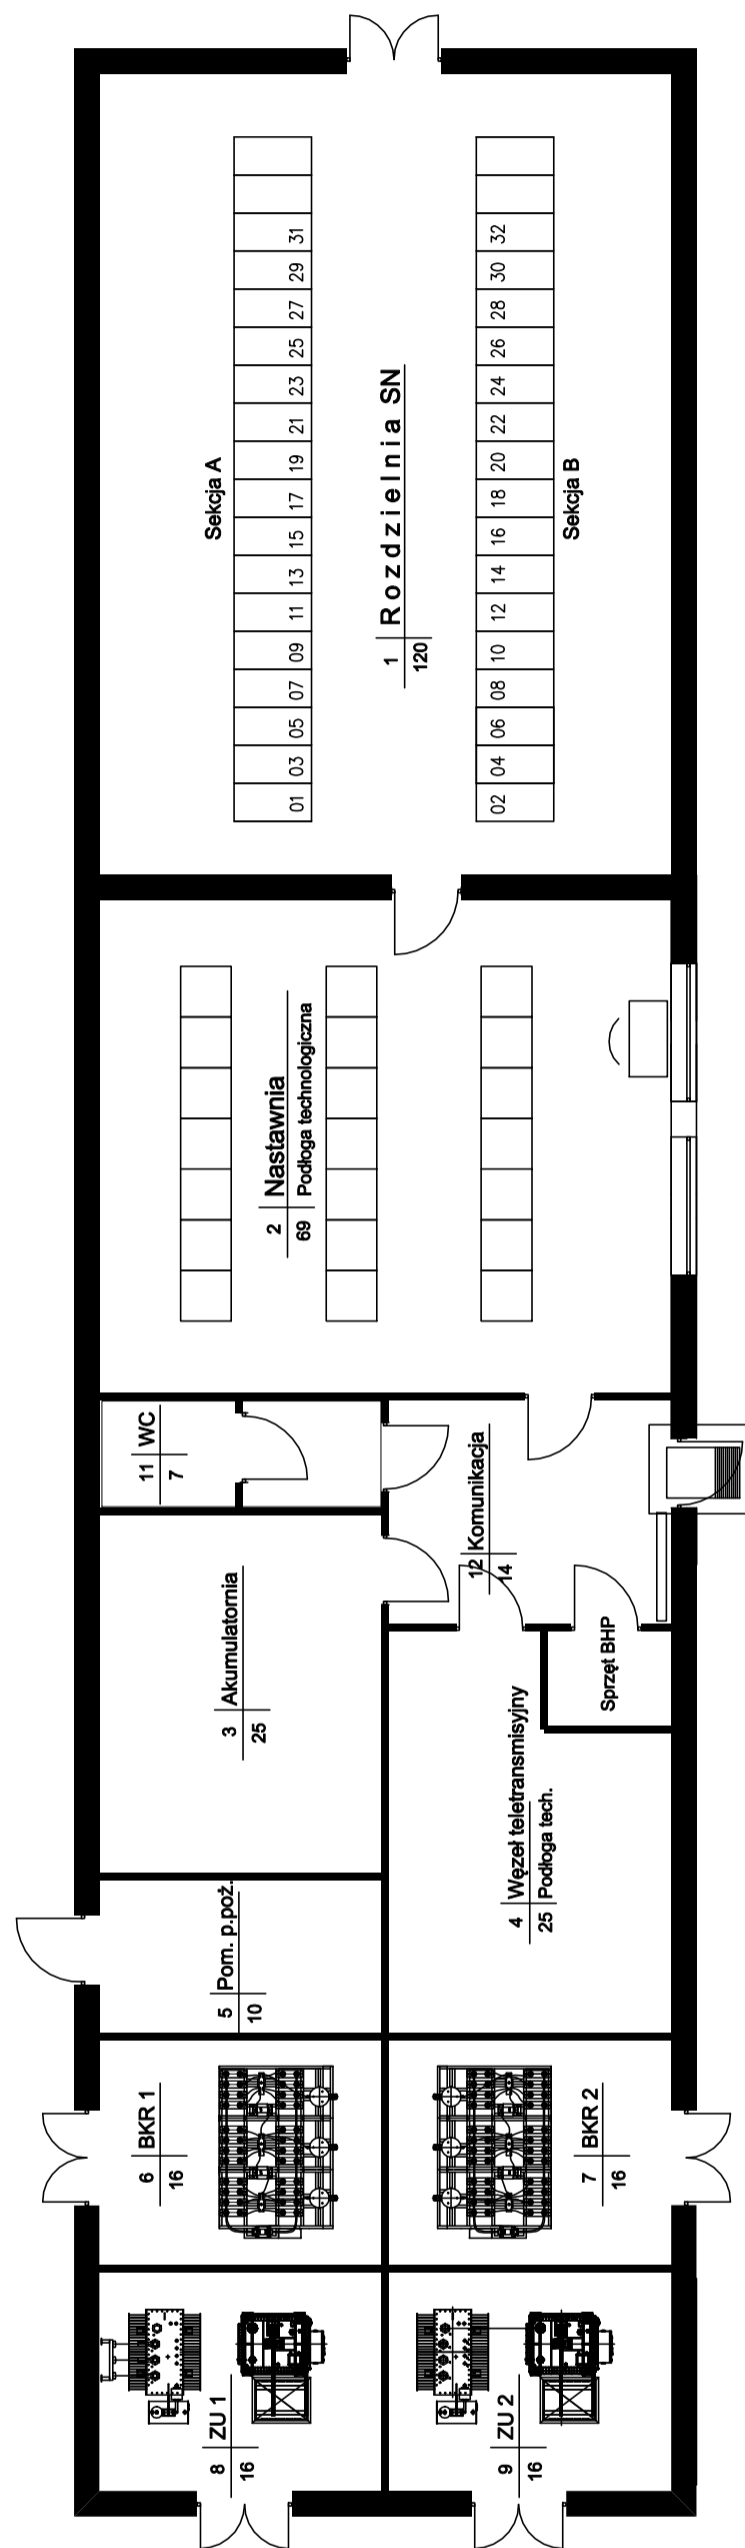 Sekcja A
31
29
27
25
23
21
19
17
15
13
11
09
07
05
03
01
1 Rozdzielnia SN
120
32
30
28
26
24
22
20
18
16
14
12
10
08
06
04
02
Sekcja B
2 Nastawnia
69 Podłoga technologiczna
11 WC
7
12 Komunikacja
14
3 Akumulatornia
25
Sprzęt BHP
4 Węzeł teletransmisyjny
25 Podłoga tech.
5 Pom. p.poż.
10
6 BKR 1
16
7 BKR 2
16
8 ZU 1
16
9 ZU 2
16